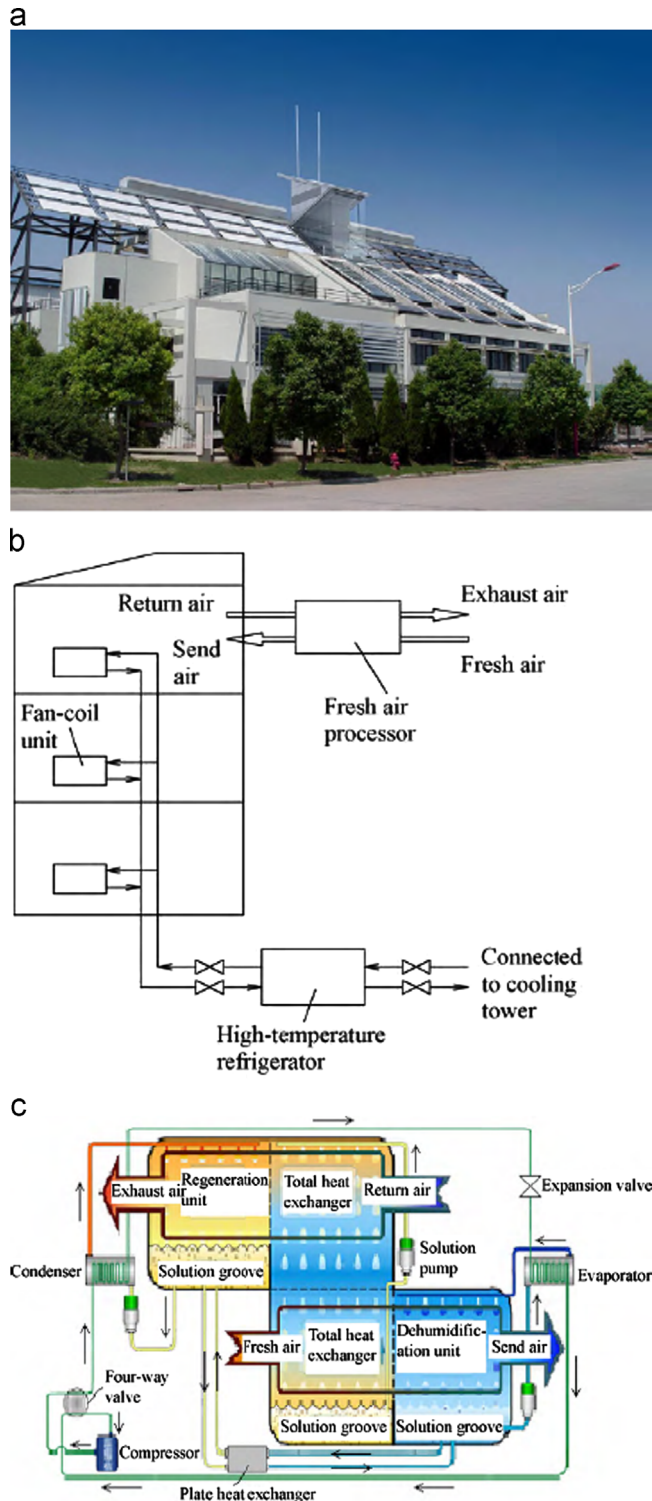 a
b
Return air
Exhaust air
Send
air
Fresh air
Fresh air
processor
Fan-coil
unit
Connected
to cooling
tower
High-temperature
refrigerator
c
Exhaust air
Regeneration
unit
Total heat
exchanger
Return air
Expansion valve
Solution
pump
Condenser
Solution groove
Evaporator
Fresh air
Total heat
exchanger
Dehumidific-
ation unit
Send air
Four-way
valve
Solution groove
Solution groove
Compressor
Plate heat exchanger